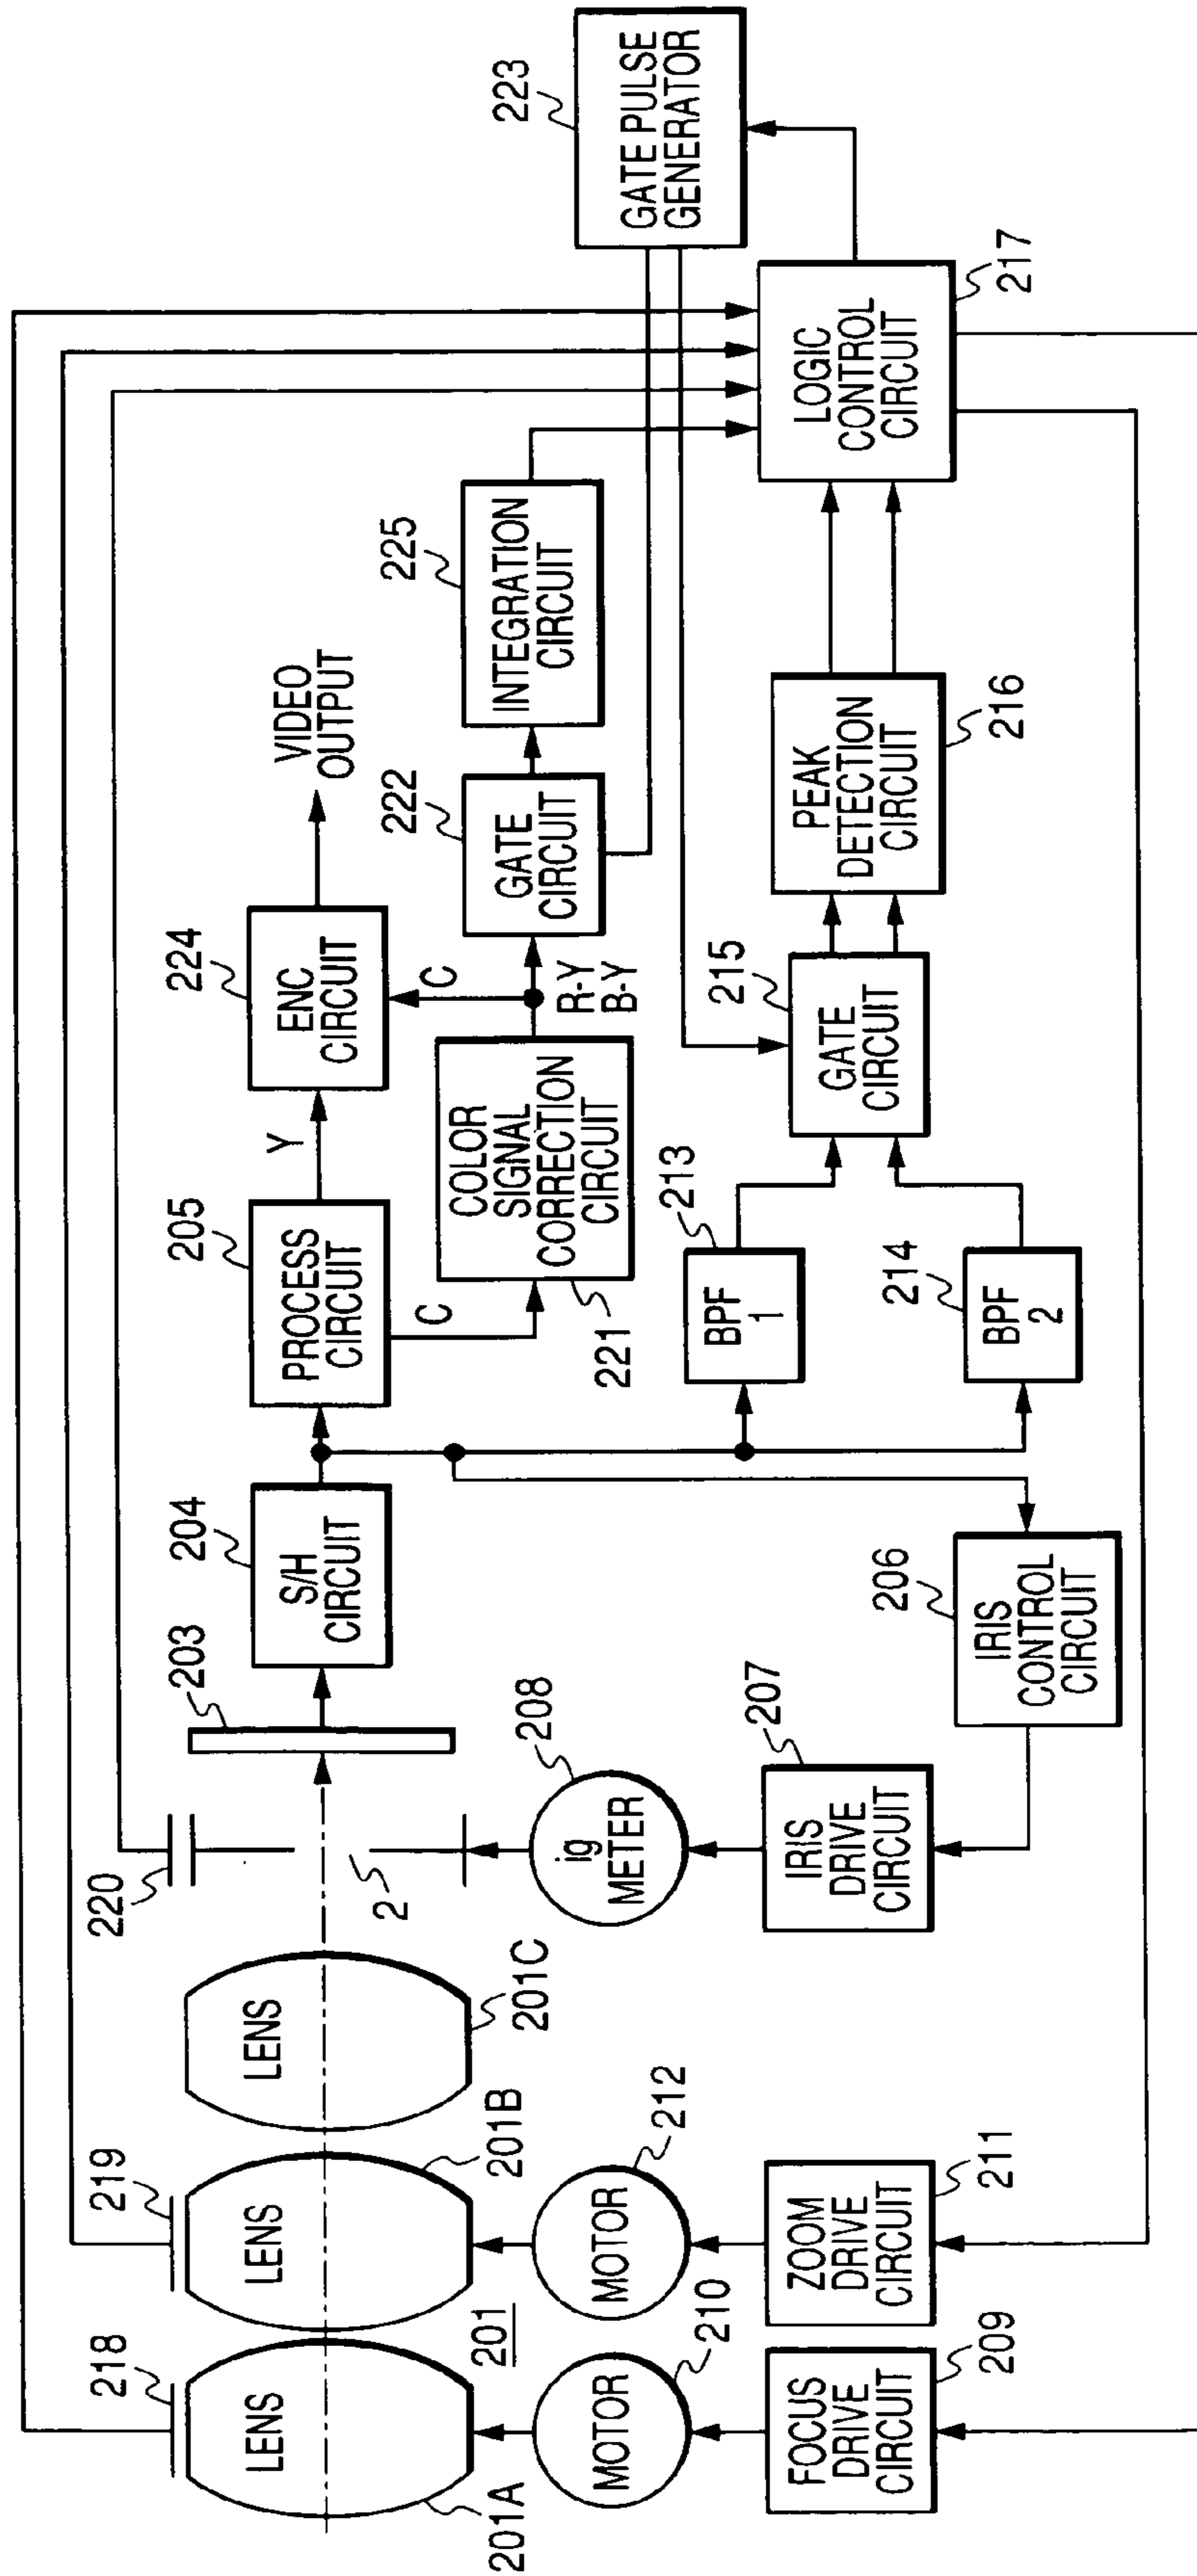 218
219
220
203
204
205
224
VIDEO
OUTPUT
223
LENS
LENS
LENS
S/H
CIRCUIT
PROCESS
CIRCUIT
Y
ENC
CIRCUIT
222
225
GATE PULSE
GENERATOR
201A
201
201B
201C
2
C
C
COLOR
SIGNAL
CORRECTION
CIRCUIT
221
R-Y
B-Y
GATE
CIRCUIT
INTEGRATION
CIRCUIT
MOTOR
210
MOTOR
212
ig
METER
208
213
BPF
1
215
GATE
CIRCUIT
PEAK
DETECTION
CIRCUIT
216
LOGIC
CONTROL
CIRCUIT
217
FOCUS
DRIVE
CIRCUIT
209
ZOOM
DRIVE
CIRCUIT
211
IRIS
DRIVE
CIRCUIT
207
206
IRIS
CONTROL
CIRCUIT
214
BPF
2